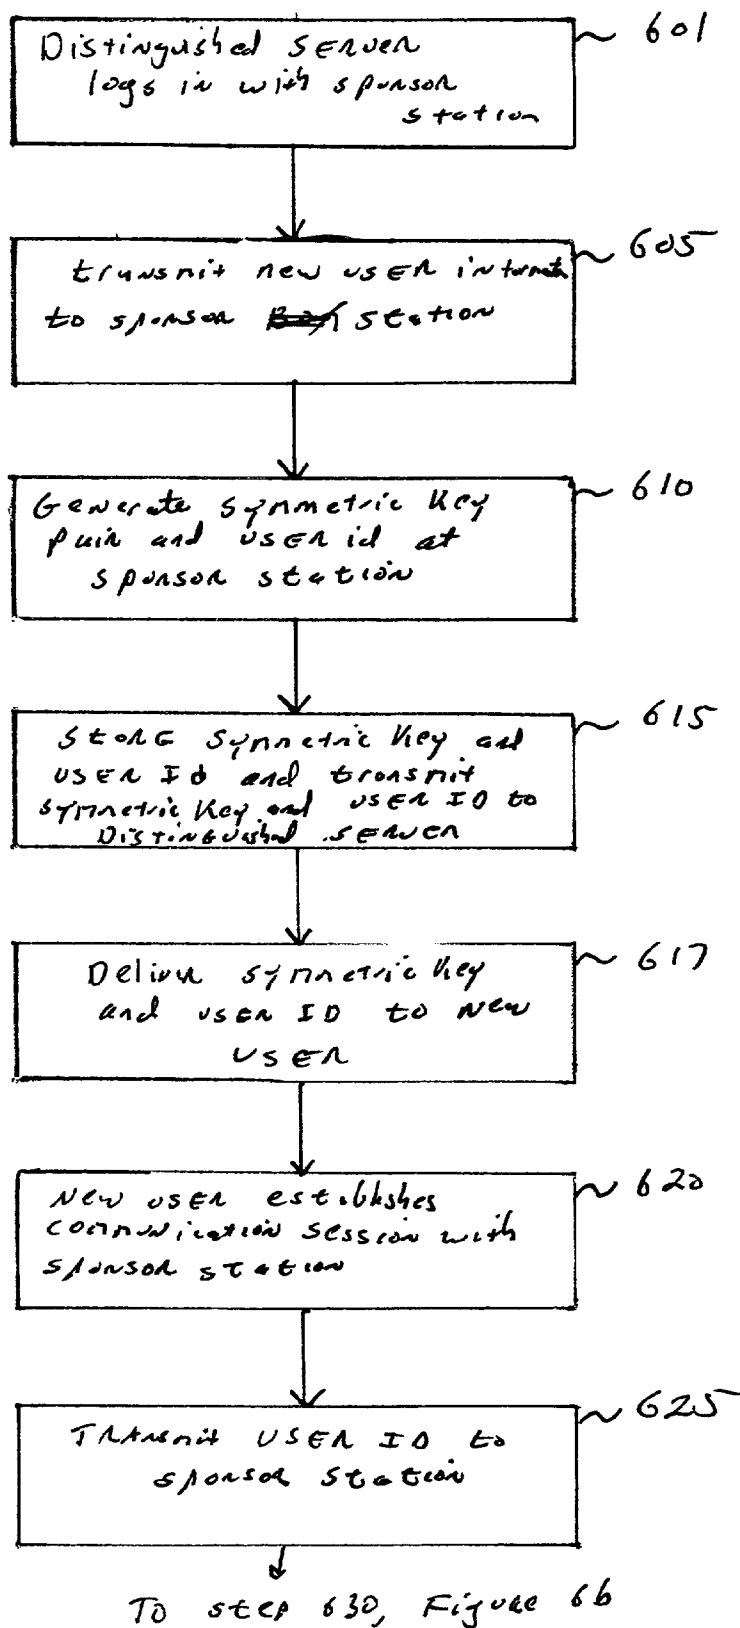 Distinguished SERVER 601
logs in with sponsor
station
transmit new USER informat 605
to sponsor station
Generate symmetric Key 610
pair and USER id at
sponsor station
STORE symmetric Key and 615
USER Id and transmit
symmetric Key and USER ID to
DISTINGUished SERVER
Deliver symmetric Key 617
and USER ID to New
USER
New USER establishes 620
communication session with
sponsor station
TRANSmit USER ID to 625
sponsor station
To step 630, Figure 6b